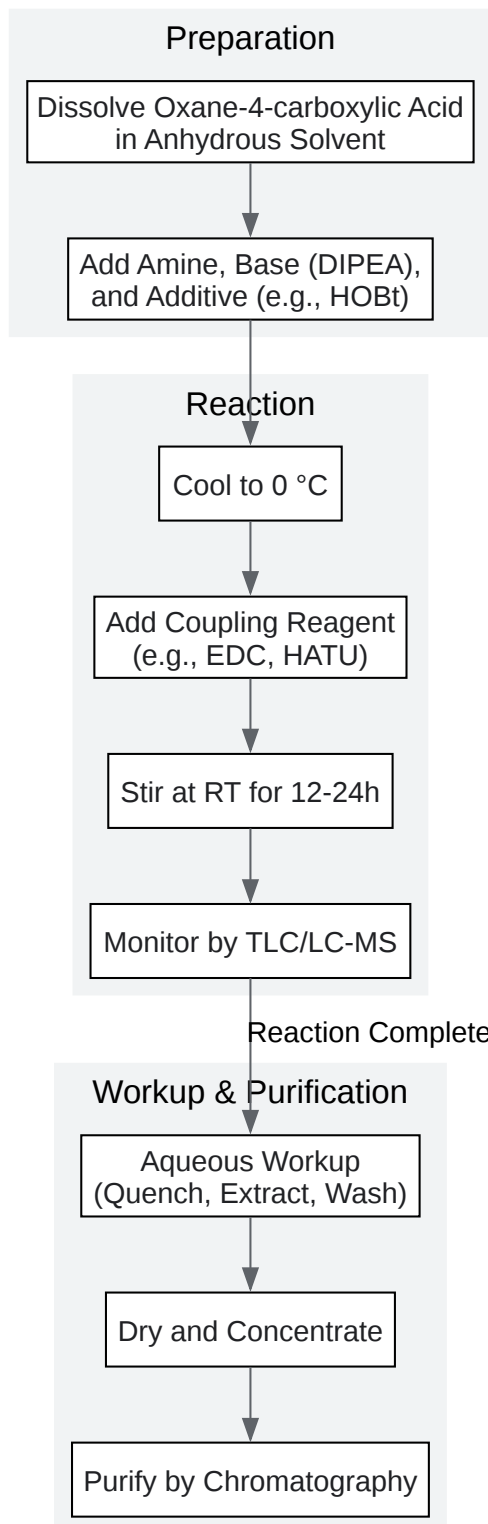 Preparation
Dissolve Oxane-4-carboxylic Acid
in Anhydrous Solvent
Add Amine, Base (DIPEA),
and Additive (e.g., HOBt)
Reaction
Cool to 0 °C
Add Coupling Reagent
(e.g., EDC, HATU)
Stir at RT for 12-24h
Monitor by TLC/LC-MS
Reaction Complete
Workup & Purification
Aqueous Workup
(Quench, Extract, Wash)
Dry and Concentrate
Purify by Chromatography